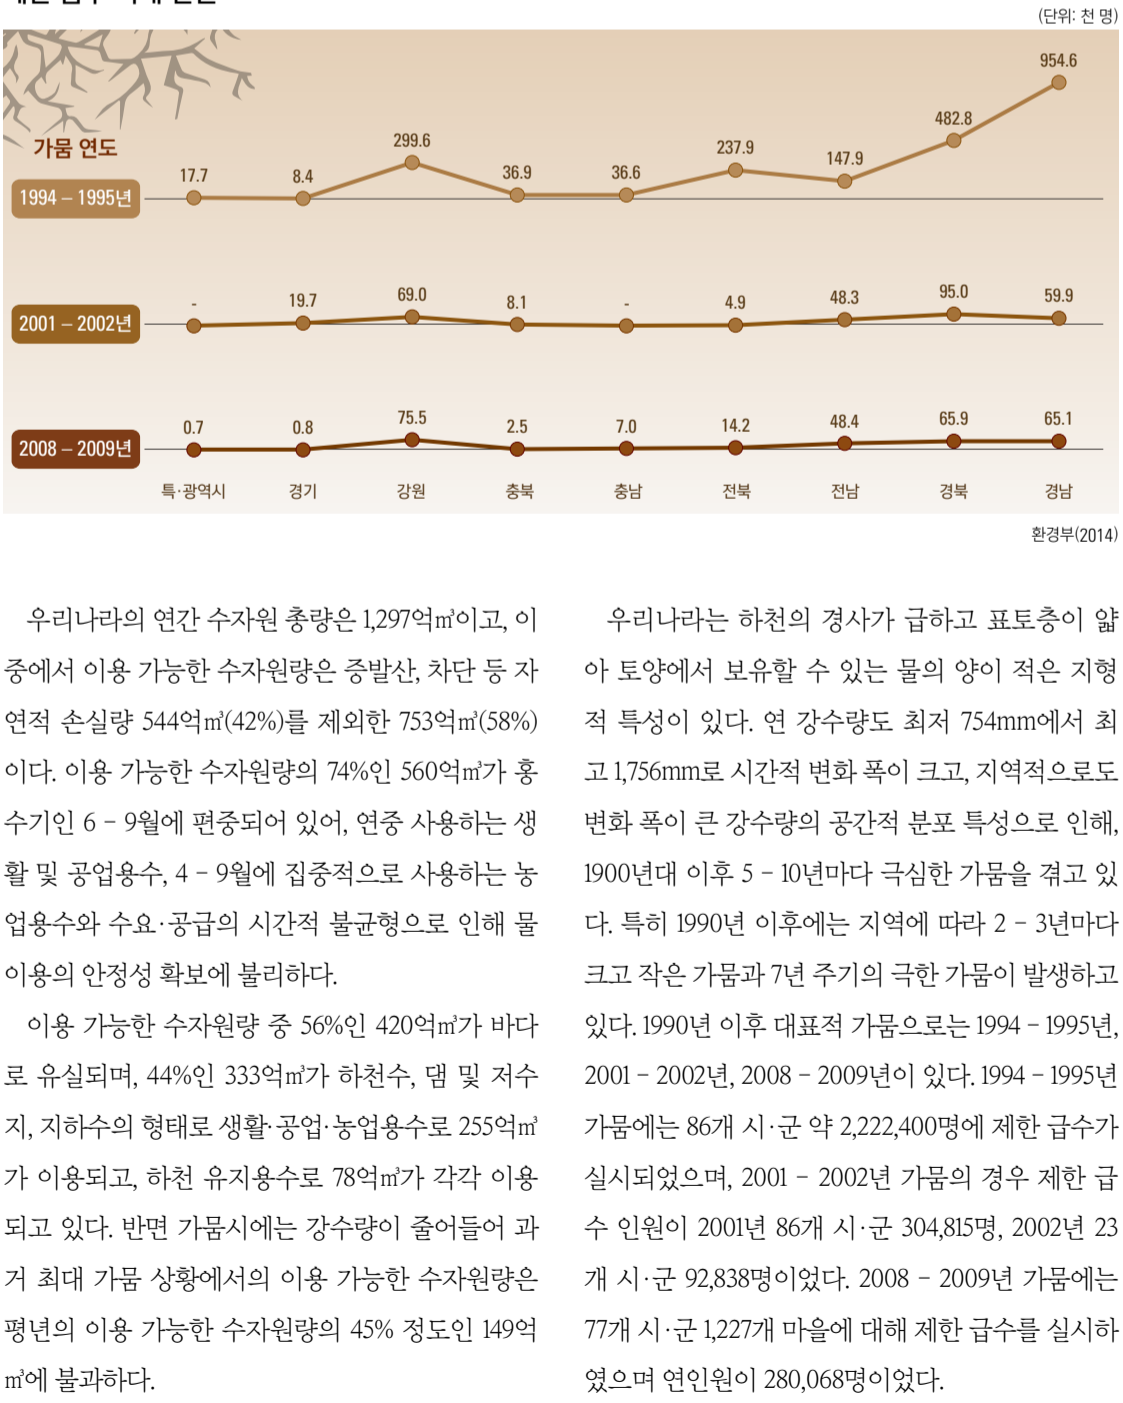 (단위: 천 명)
가뭄 연도
954.6
482.8
299.6
237.9
147.9
17.7
8.4
36.9
36.6
1994 – 1995년
-
19.7
69.0
8.1
-
4.9
48.3
95.0
59.9
2001 – 2002년
0.7
0.8
75.5
2.5
7.0
14.2
48.4
65.9
65.1
2008 – 2009년
특·광역시 경기 강원 충북 충남 전북 전남 경북 경남
환경부(2014)
우리나라의 연간 수자원 총량은 1,297억㎥이고, 이
중에서 이용 가능한 수자원량은 증발산, 차단 등 자
연적 손실량 544억㎥(42%)를 제외한 753억㎥(58%)
이다. 이용 가능한 수자원량의 74%인 560억㎥가 홍
수기인 6 – 9월에 편중되어 있어, 연중 사용하는 생
활 및 공업용수, 4 – 9월에 집중적으로 사용하는 농
업용수와 수요·공급의 시간적 불균형으로 인해 물
이용의 안정성 확보에 불리하다.
이용 가능한 수자원량 중 56%인 420억㎥가 바다
로 유실되며, 44%인 333억㎥가 하천수, 댐 및 저수
지, 지하수의 형태로 생활·공업·농업용수로 255억㎥
가 이용되고, 하천 유지용수로 78억㎥가 각각 이용
되고 있다. 반면 가뭄시에는 강수량이 줄어들어 과
거 최대 가뭄 상황에서의 이용 가능한 수자원량은
평년의 이용 가능한 수자원량의 45% 정도인 149억
㎥에 불과하다.
우리나라는 하천의 경사가 급하고 표토층이 얇
아 토양에서 보유할 수 있는 물의 양이 적은 지형
적 특성이 있다. 연 강수량도 최저 754mm에서 최
고 1,756mm로 시간적 변화 폭이 크고, 지역적으로도
변화 폭이 큰 강수량의 공간적 분포 특성으로 인해,
1900년대 이후 5 – 10년마다 극심한 가뭄을 겪고 있
다. 특히 1990년 이후에는 지역에 따라 2 – 3년마다
크고 작은 가뭄과 7년 주기의 극한 가뭄이 발생하고
있다. 1990년 이후 대표적 가뭄으로는 1994 – 1995년,
2001 – 2002년, 2008 – 2009년이 있다. 1994 – 1995년
가뭄에는 86개 시·군 약 2,222,400명에 제한 급수가
실시되었으며, 2001 – 2002년 가뭄의 경우 제한 급
수 인원이 2001년 86개 시·군 304,815명, 2002년 23
개 시·군 92,838명이었다. 2008 – 2009년 가뭄에는
77개 시·군 1,227개 마을에 대해 제한 급수를 실시하
였으며 연인원이 280,068명이었다.